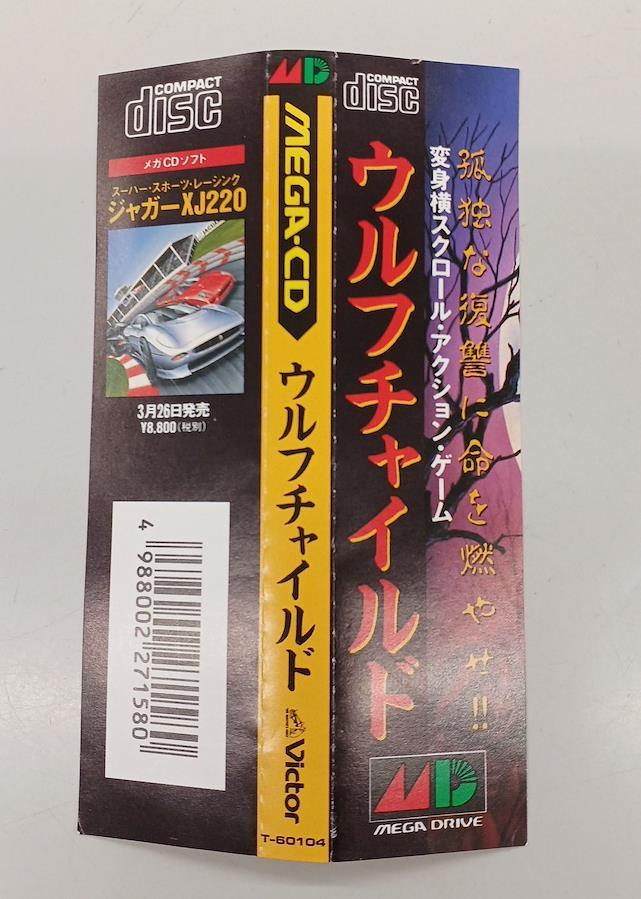 COMPACT
disc
メガCDソフト
スーパー・スポーツ・レーシング
ジャガーXJ220
JAGUAR
3月26日発売
¥8,800(税別)
4 988002 271580
MD
MEGA-CD
ウルフチャイルド
Victor
T-60104
COMPACT
disc
孤独な復讐に命を燃やせ!!
変身横スクロール・アクション・ゲーム
ウルフチャイルド
MD
MEGA DRIVE